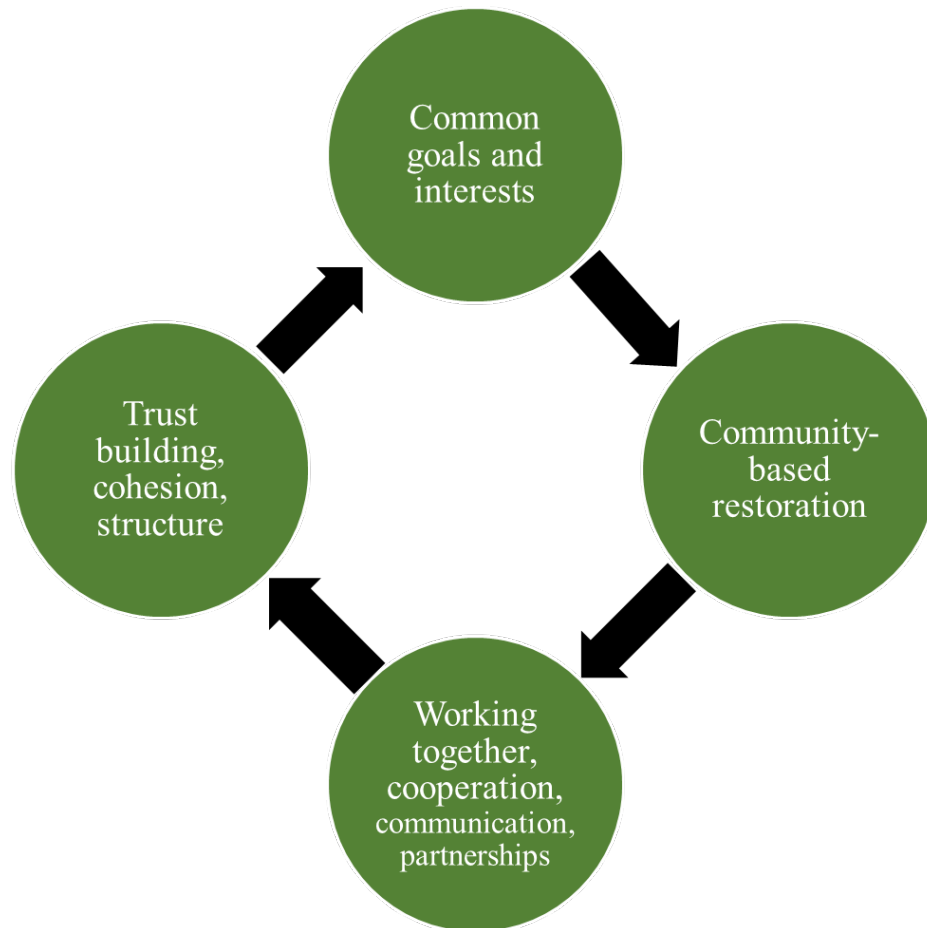 Common
goals and
interests
Community-
based
restoration
Working
together,
cooperation,
communication,
partnerships
Trust
building,
cohesion,
structure